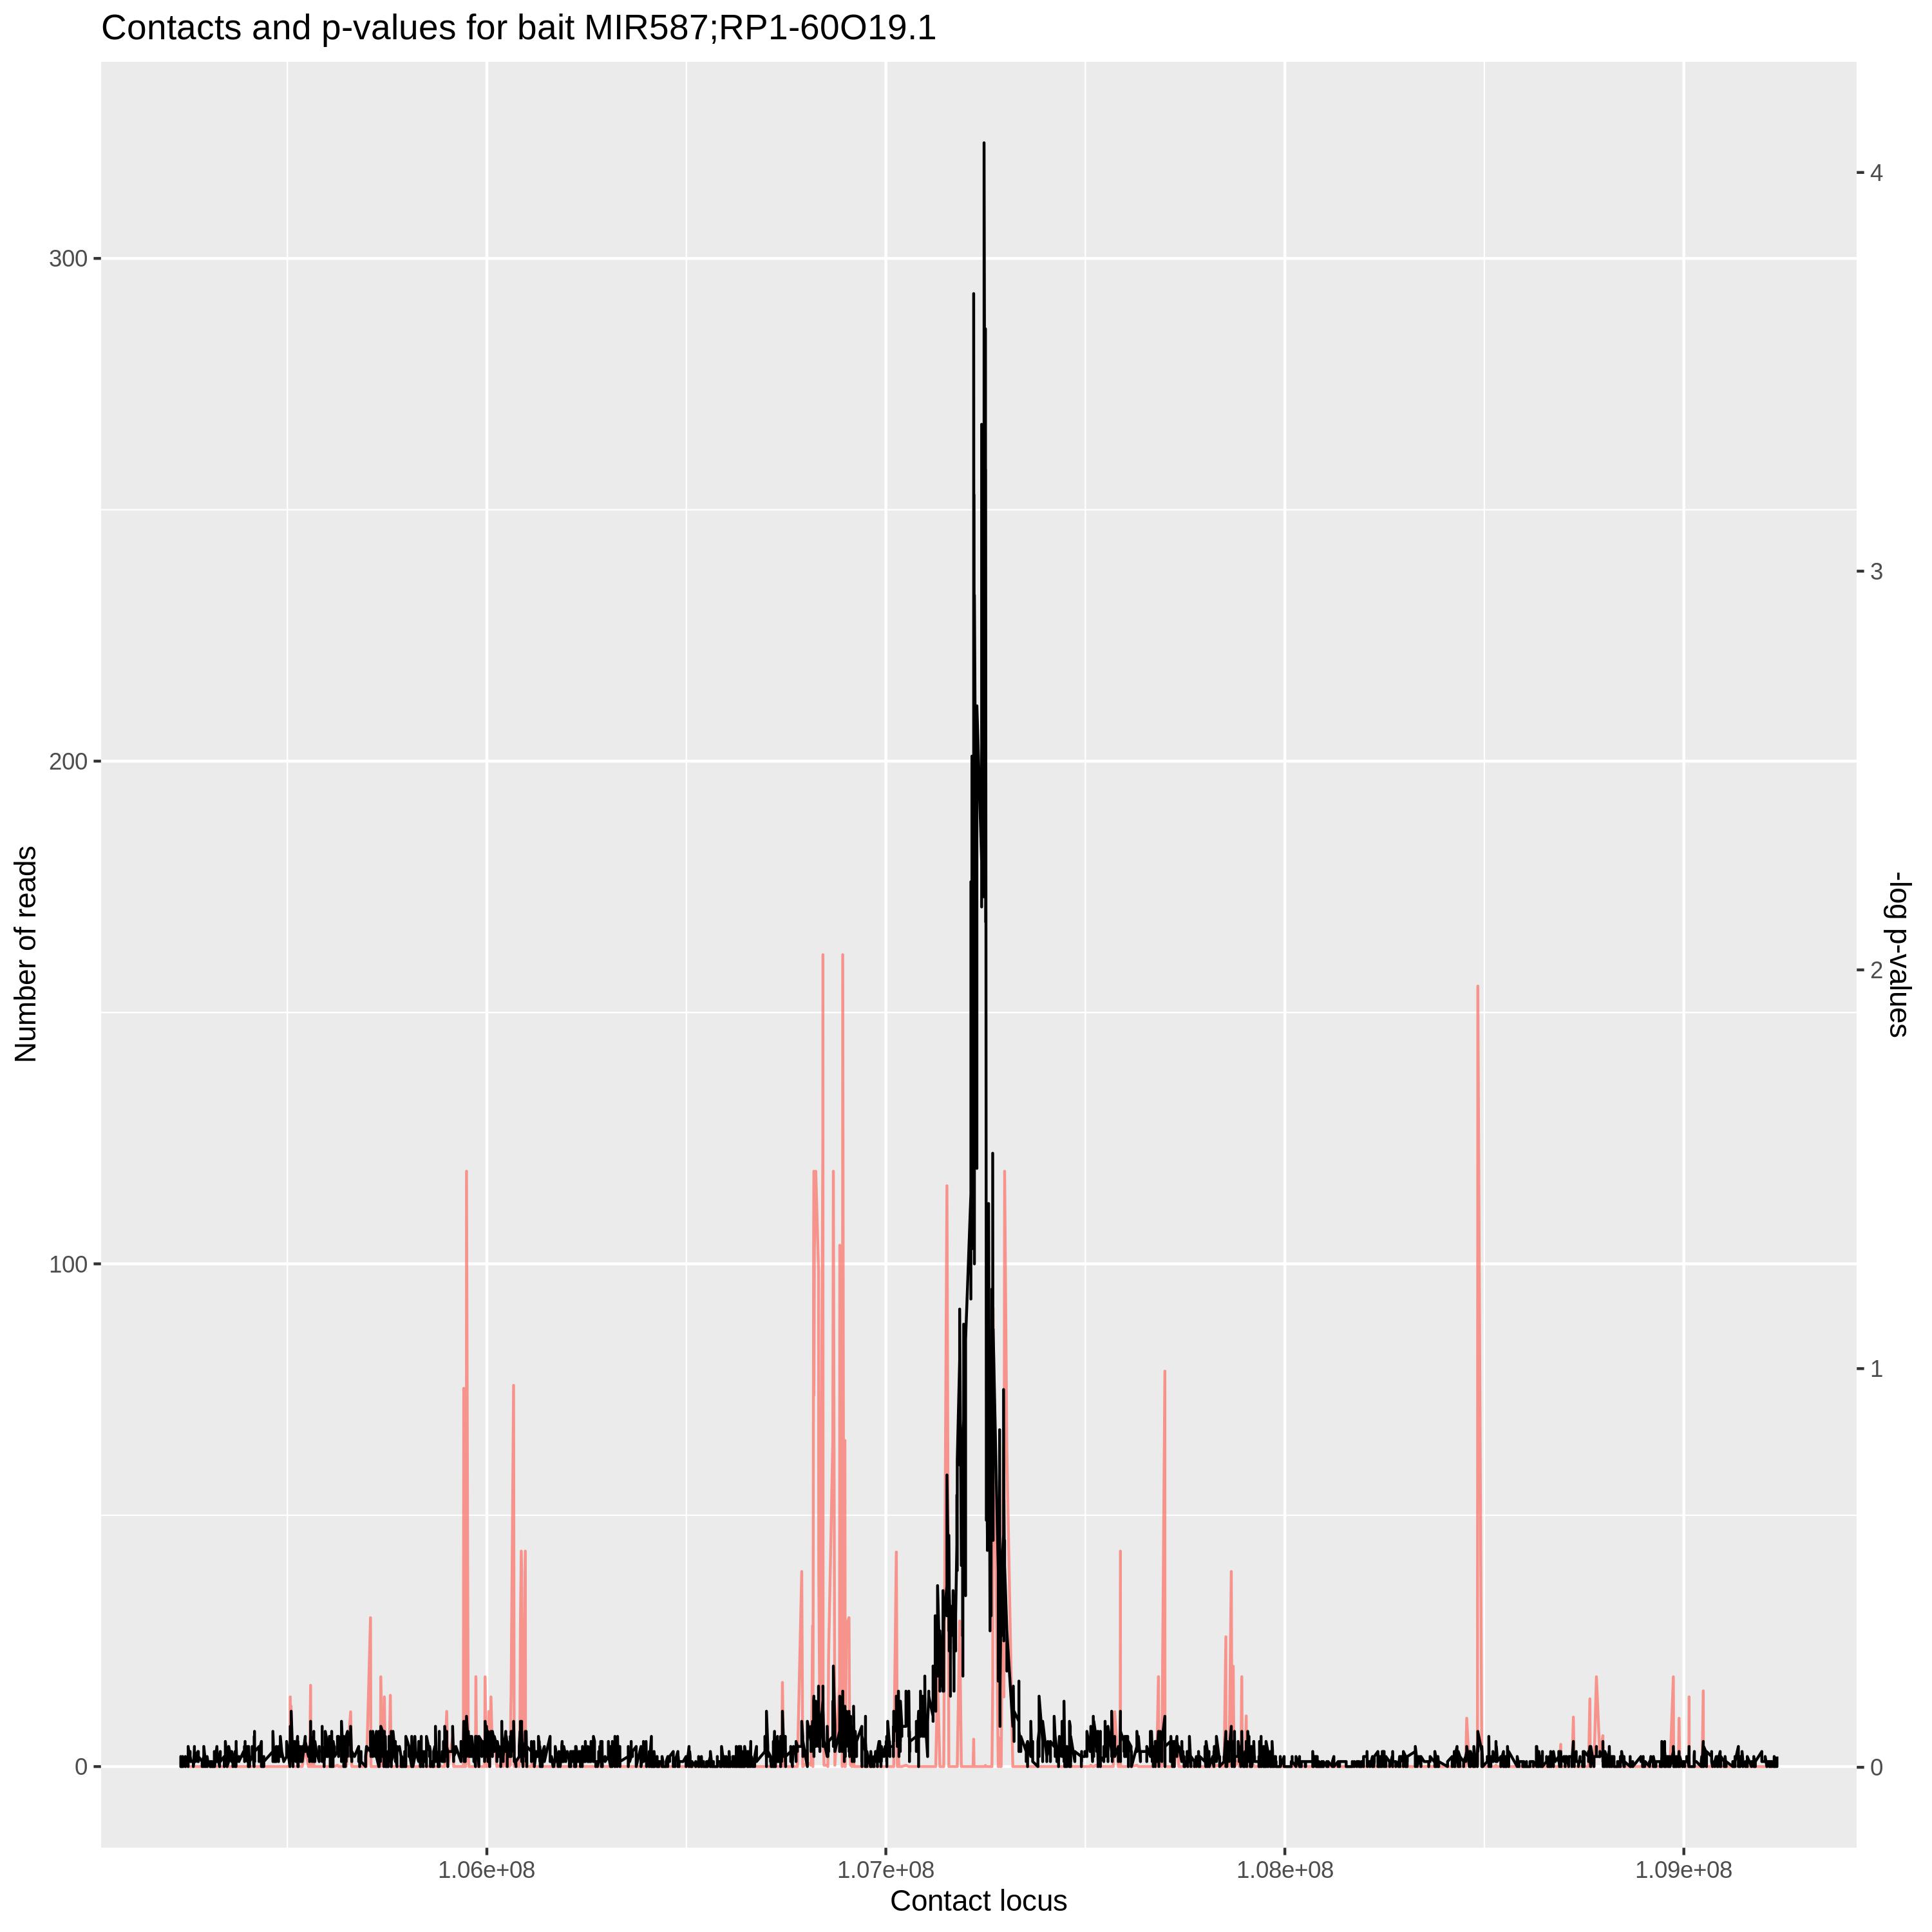 Contacts and p-values for bait MIR587;RP1-60O19.1
300
200
100
0
Number of reads
4
3
2
1
0
-log p-values
1.06e+08
1.07e+08
1.08e+08
1.09e+08
Contact locus